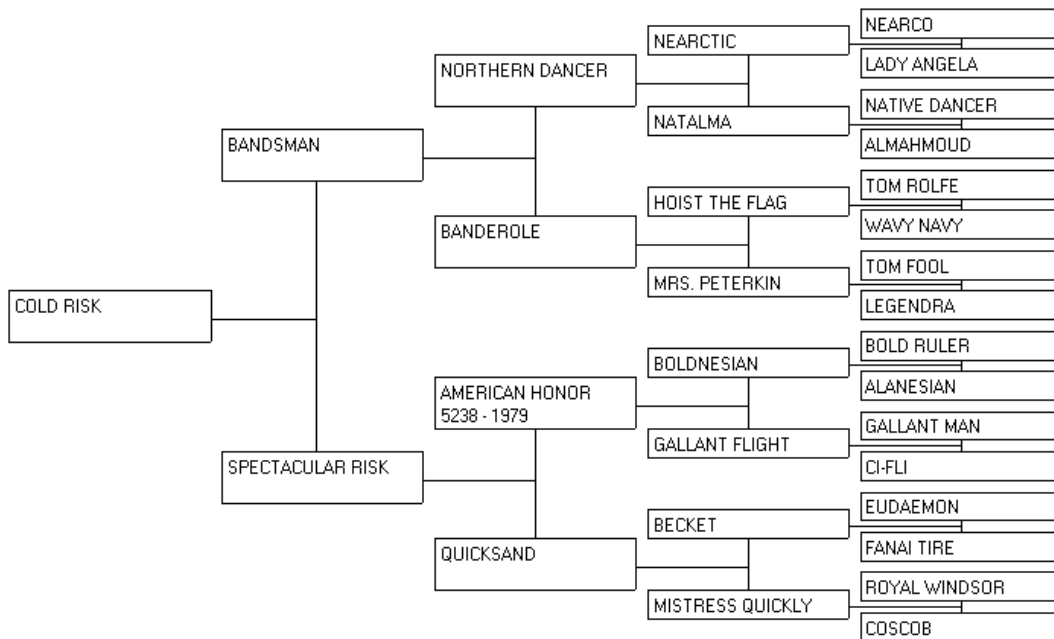 NEARCO
NEARCTIC
LADY ANGELA
NORTHERN DANCER
NATIVE DANCER
NATALMA
ALMAHMOUD
BANDSMAN
TOM ROLFE
HOIST THE FLAG
WAVY NAVY
BANDEROLE
TOM FOOL
MRS. PETERKIN
LEGENDRA
COLD RISK
BOLD RULER
BOLDNESIAN
ALANESIAN
AMERICAN HONOR
5238 - 1979
GALLANT MAN
GALLANT FLIGHT
CI-FLI
SPECTACULAR RISK
EUDAEMON
BECKET
FANAI TIRE
QUICKSAND
ROYAL WINDSOR
MISTRESS QUICKLY
COSCOB